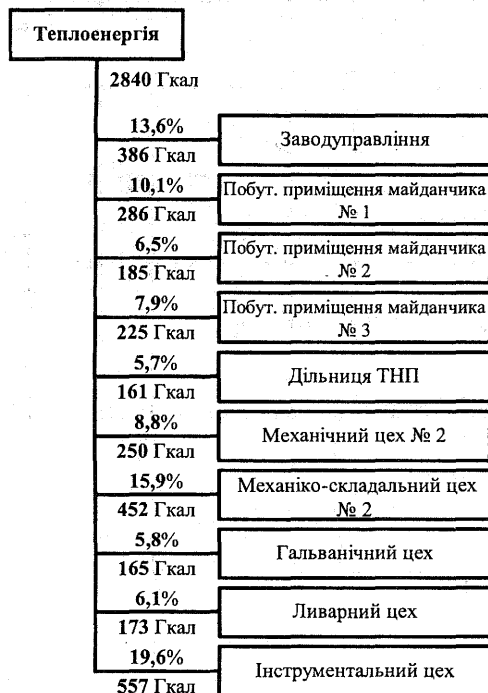 Теплоенергія
2840 Гкал
13,6%
Заводуправління
386 Гкал
10,1%
Побут. приміщення майданчика
№ 1
286 Гкал
6,5%
Побут. приміщення майданчика
№ 2
185 Гкал
7,9%
Побут. приміщення майданчика
№ 3
225 Гкал
5,7%
Дільниця ТНП
161 Гкал
8,8%
Механічний цех № 2
250 Гкал
15,9%
Механіко-складальний цех
№ 2
452 Гкал
5,8%
Гальванічний цех
165 Гкал
6,1%
Ливарний цех
173 Гкал
19,6%
Інструментальний цех
557 Гкал